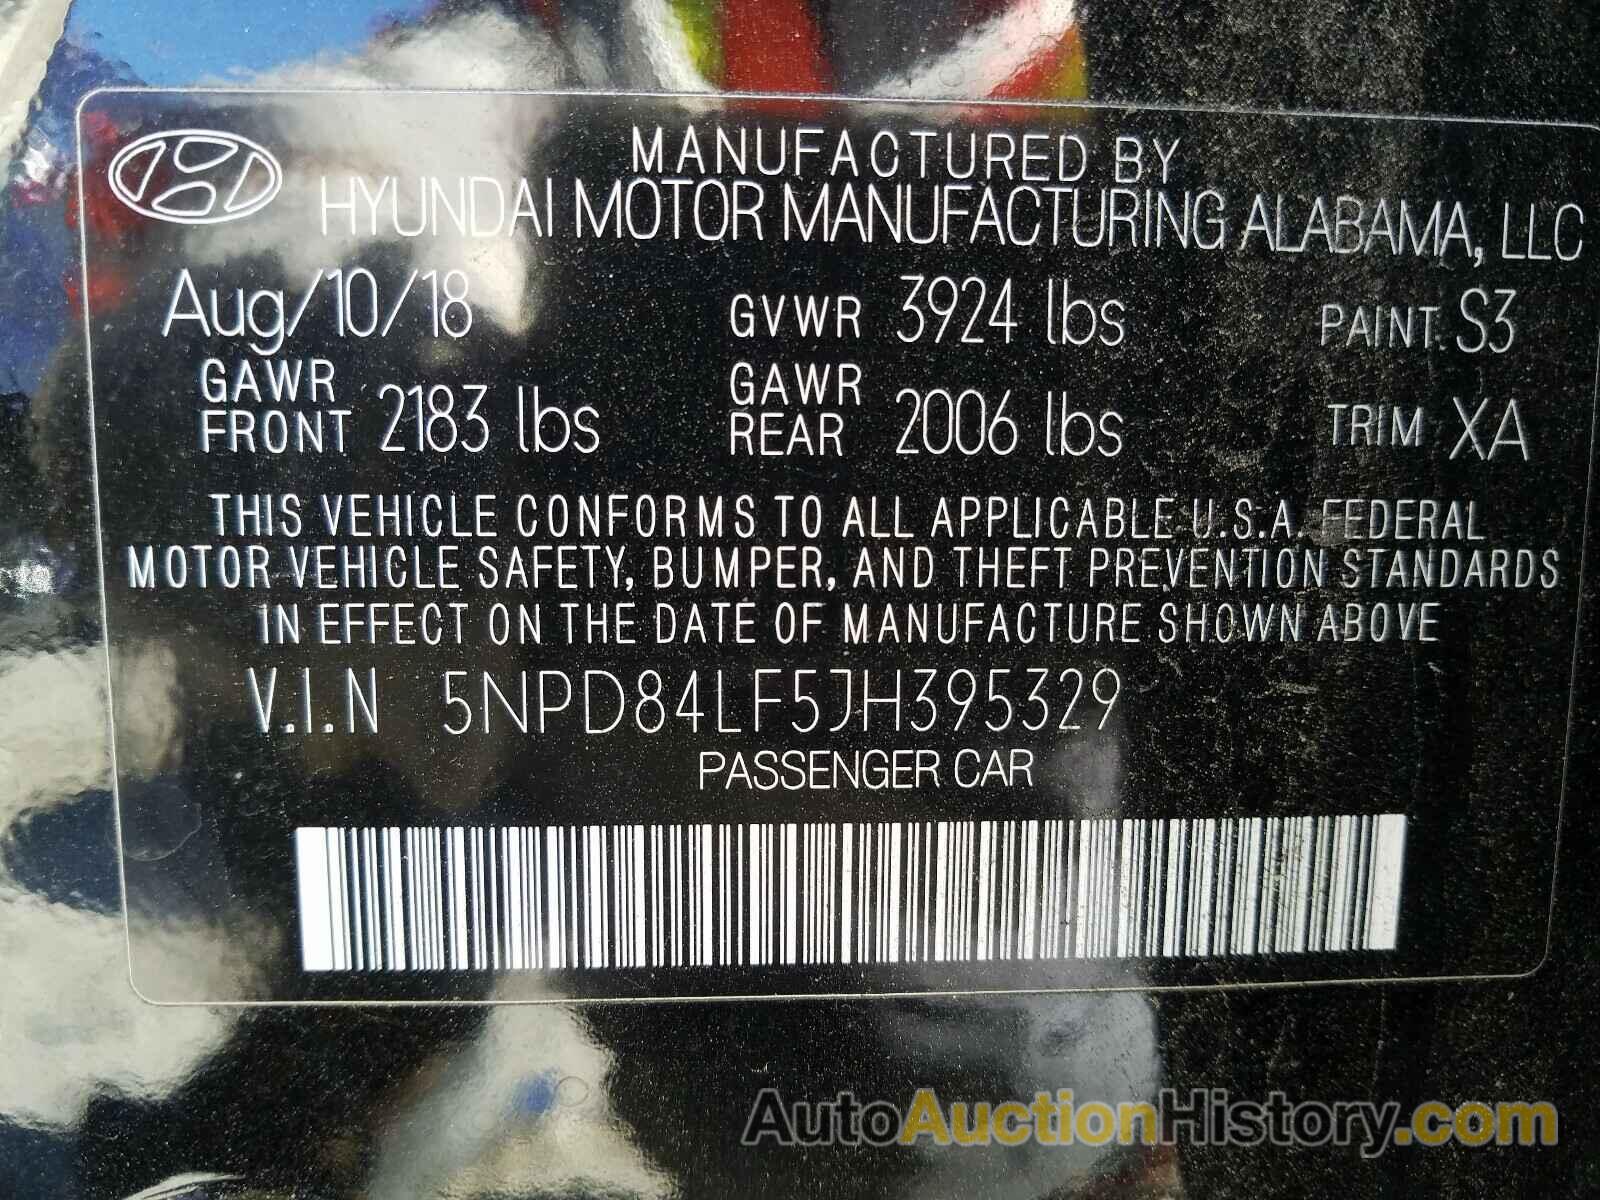 MANUFACTURED BY
HYUNDAI MOTOR MANUFACTURING ALABAMA, LLC
Aug/10/18 GVWR 3924 lbs PAINT S3
GAWR FRONT 2183 lbs GAWR REAR 2006 lbs TRIM XA
THIS VEHICLE CONFORMS TO ALL APPLICABLE U.S.A. FEDERAL
MOTOR VEHICLE SAFETY, BUMPER, AND THEFT PREVENTION STANDARDS
IN EFFECT ON THE DATE OF MANUFACTURE SHOWN ABOVE
V.I.N 5NPD84LF5JH395329
PASSENGER CAR
AutoAuctionHistory.com